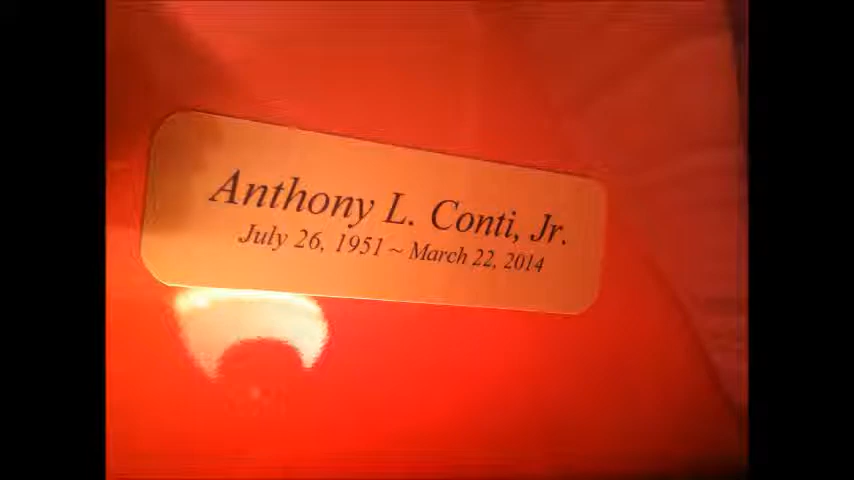 Anthony L. Conti, Jr.
July 26, 1951 ~ March 22, 2014